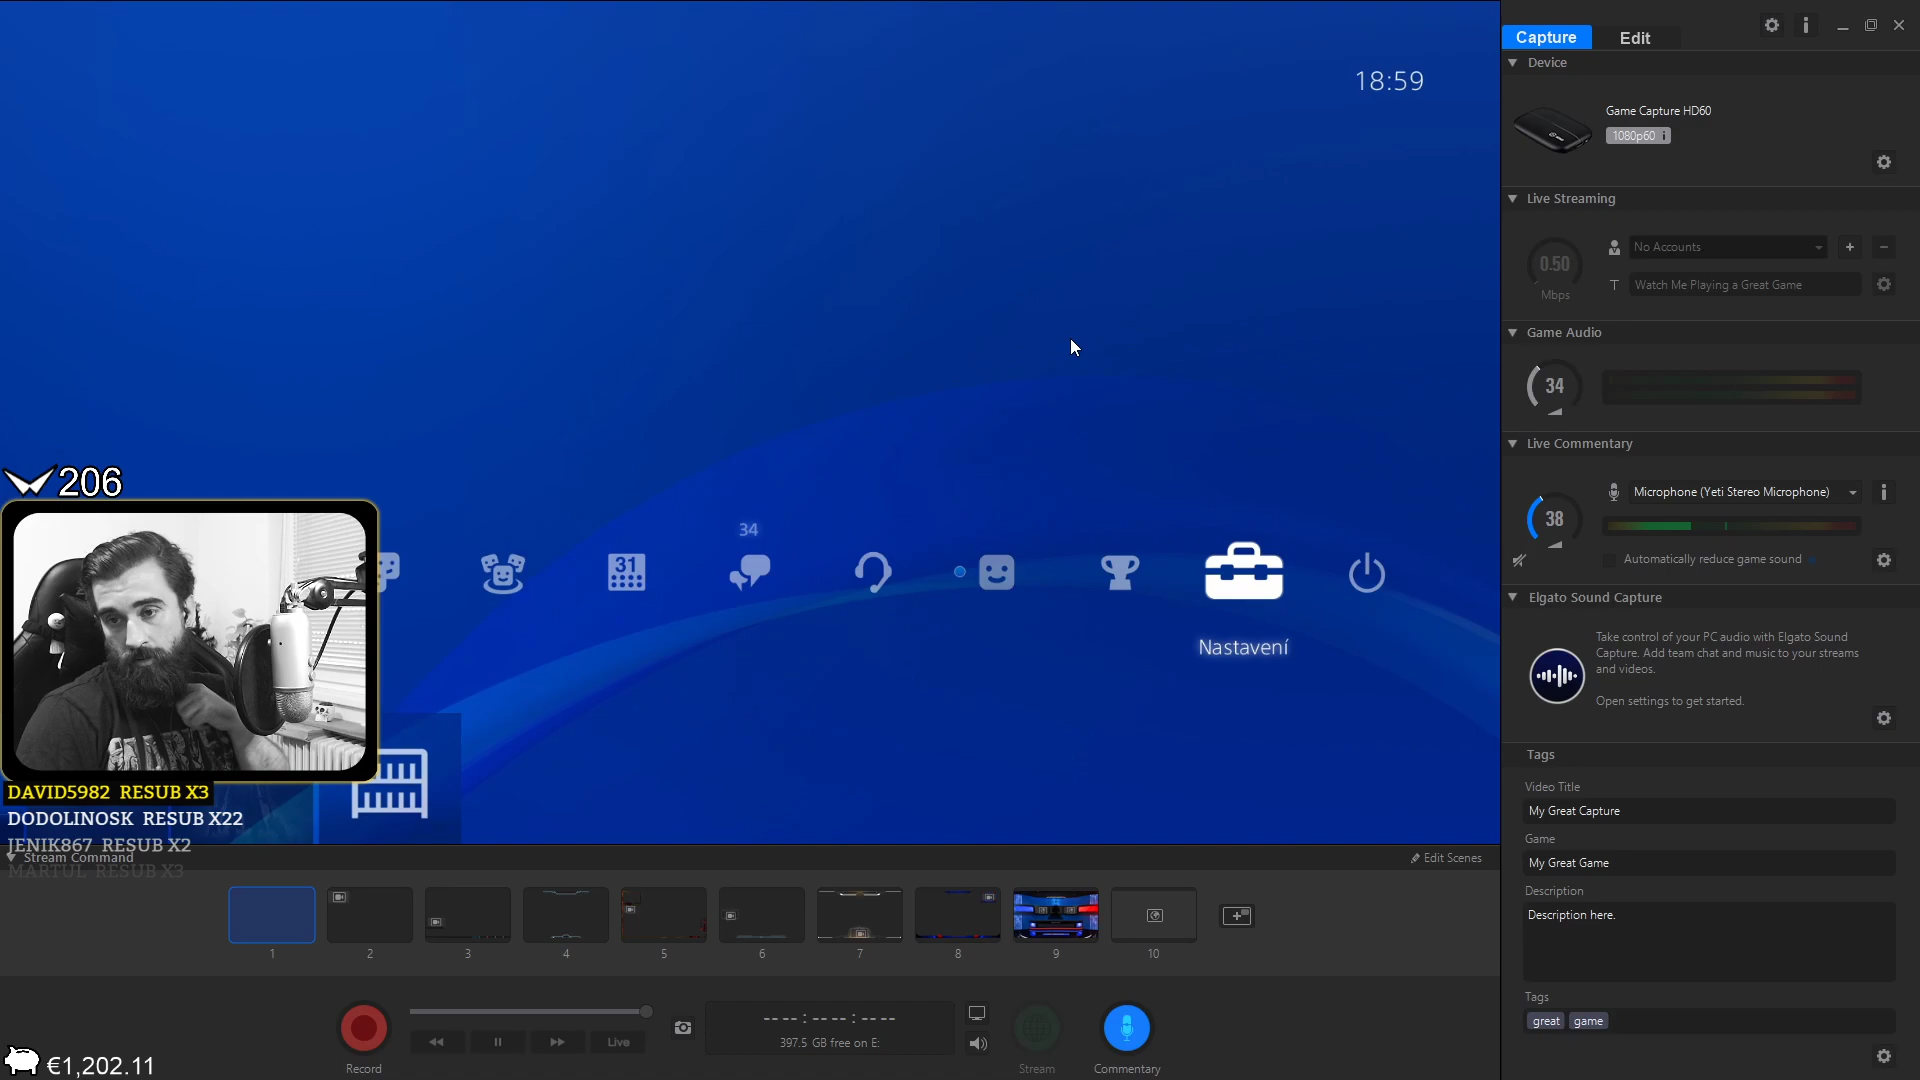 18:59
206
34
31
Nastavení
DAVID5982 RESUB X3
DODOLINOSK RESUB X22
JENIK867 RESUB X2
MARTUL RESUB X3
Stream Command
Edit Scenes
1
2
3
4
5
6
7
8
9
10
Live
---- : ---- : ----
397.5 GB free on E:
Record
Stream
Commentary
€1,202.11
Capture
Edit
Device
Game Capture HD60
1080p60 i
Live Streaming
0.50
Mbps
No Accounts
T
Watch Me Playing a Great Game
Game Audio
34
Live Commentary
Microphone (Yeti Stereo Microphone)
38
Automatically reduce game sound
Elgato Sound Capture
Take control of your PC audio with Elgato Sound
Capture. Add team chat and music to your streams
and videos.
Open settings to get started.
Tags
Video Title
My Great Capture
Game
My Great Game
Description
Description here.
Tags
great game